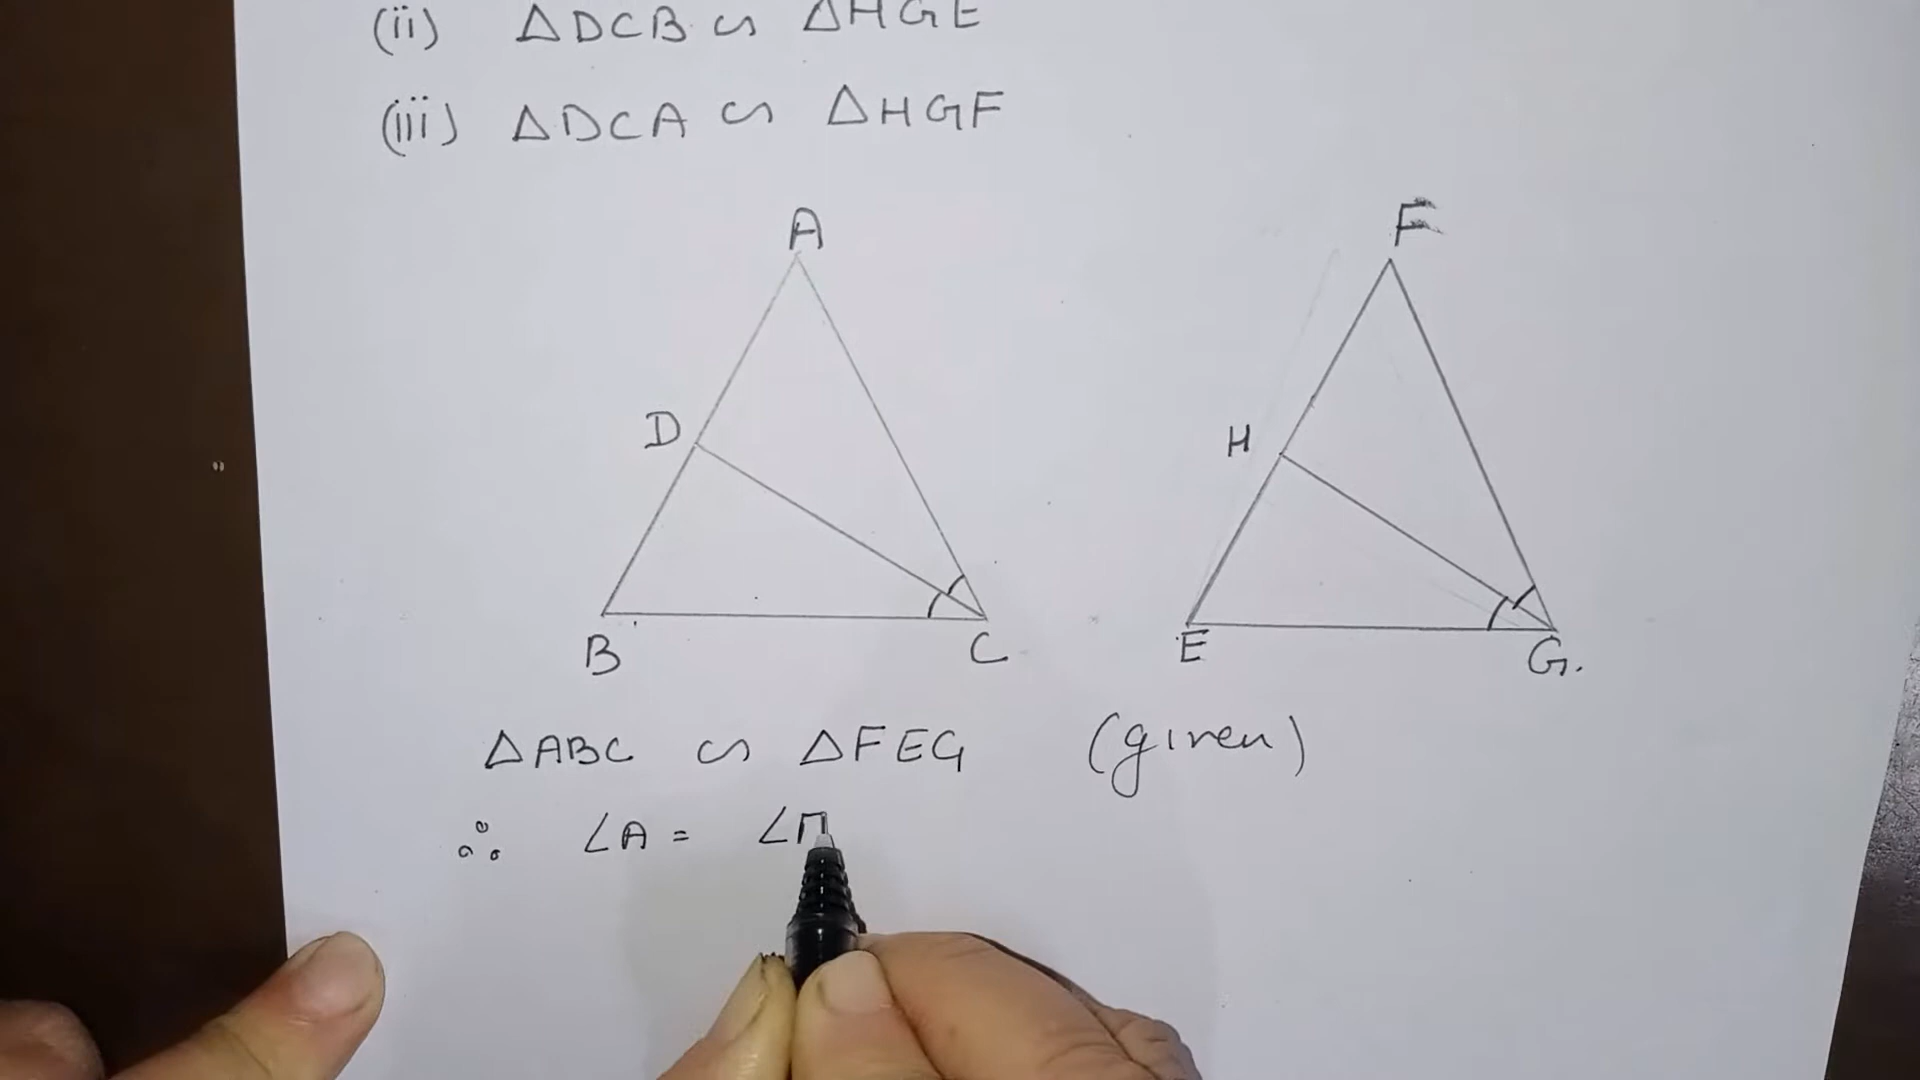 (ii) ΔDCB ∽ ΔHGE
(iii) ΔDCA ∽ ΔHGF
A
F
D
H
B
C
E
G.
ΔABC ∽ ΔFEG (given)
∴ ∠A = ∠